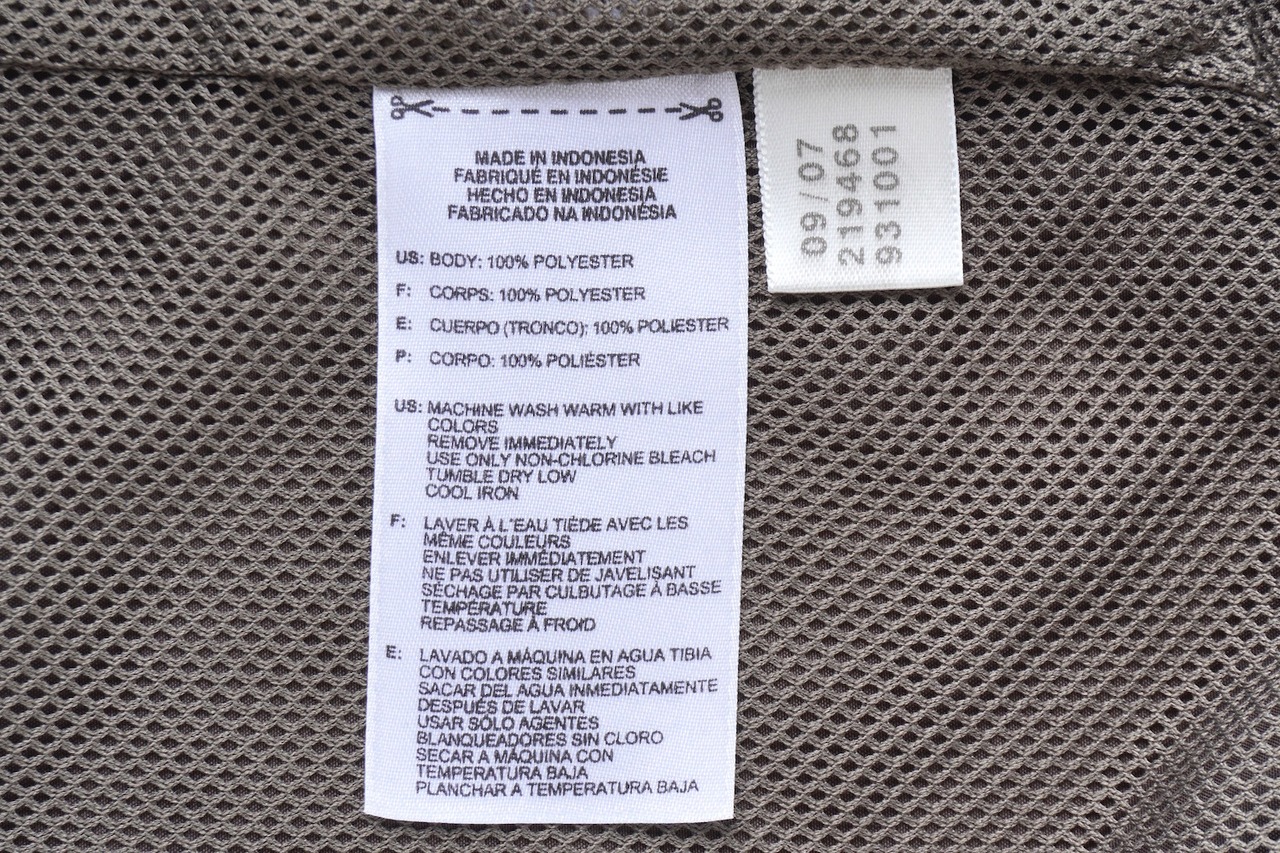 MADE IN INDONESIA
FABRIQUÉ EN INDONÉSIE
HECHO EN INDONESIA
FABRICADO NA INDONÉSIA
US: BODY: 100% POLYESTER
F: CORPS: 100% POLYESTER
E: CUERPO (TRONCO): 100% POLIESTER
P: CORPO: 100% POLIÉSTER
US: MACHINE WASH WARM WITH LIKE
COLORS
REMOVE IMMEDIATELY
USE ONLY NON-CHLORINE BLEACH
TUMBLE DRY LOW
COOL IRON
F: LAVER À L'EAU TIÉDE AVEC LES
MÊME COULEURS
ENLEVER IMMÉDIATEMENT
NE PAS UTILISER DE JAVELISANT
SÉCHAGE PAR CULBUTAGE À BASSE
TEMPÉRATURE
REPASSAGE À FROID
E: LAVADO A MÁQUINA EN AGUA TIBIA
CON COLORES SIMILARES
SACAR DEL AGUA INMEDIATAMENTE
DESPUÉS DE LAVAR
USAR SÓLO AGENTES
BLANQUEADORES SIN CLORO
SECAR A MÁQUINA CON
TEMPERATURA BAJA
PLANCHAR A TEMPERATURA BAJA
09/07
219468
931001